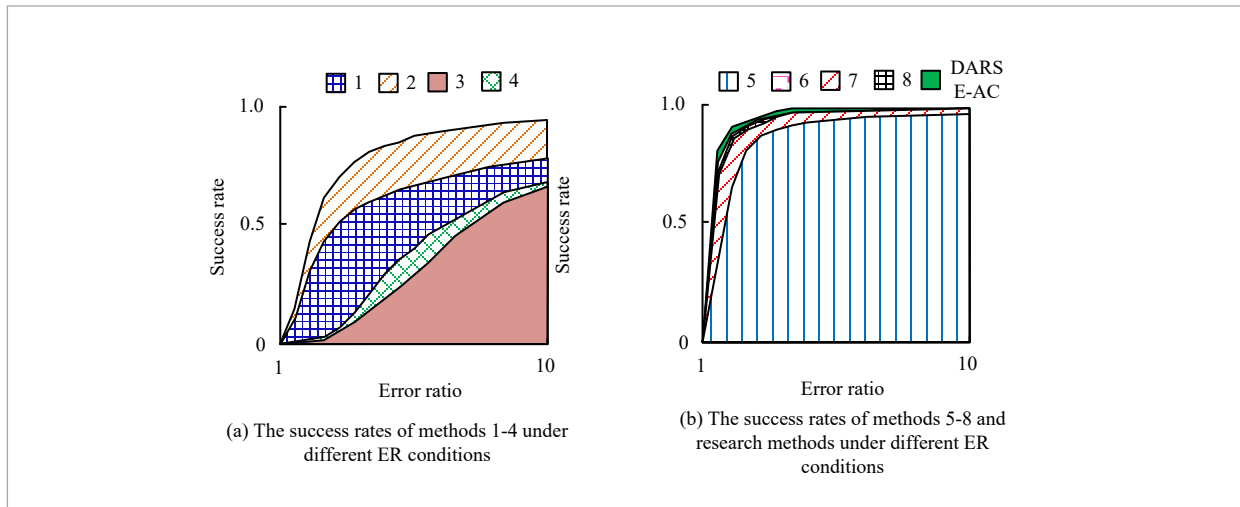 1 2 3 4
1.0
0.5
0
Success rate
1
10
Error ratio
(a) The success rates of methods 1-4 under
different ER conditions
5 6 7 8 DARS
E-AC
1.0
0.5
0
Success rate
1
10
Error ratio
(b) The success rates of methods 5-8 and
research methods under different ER
conditions